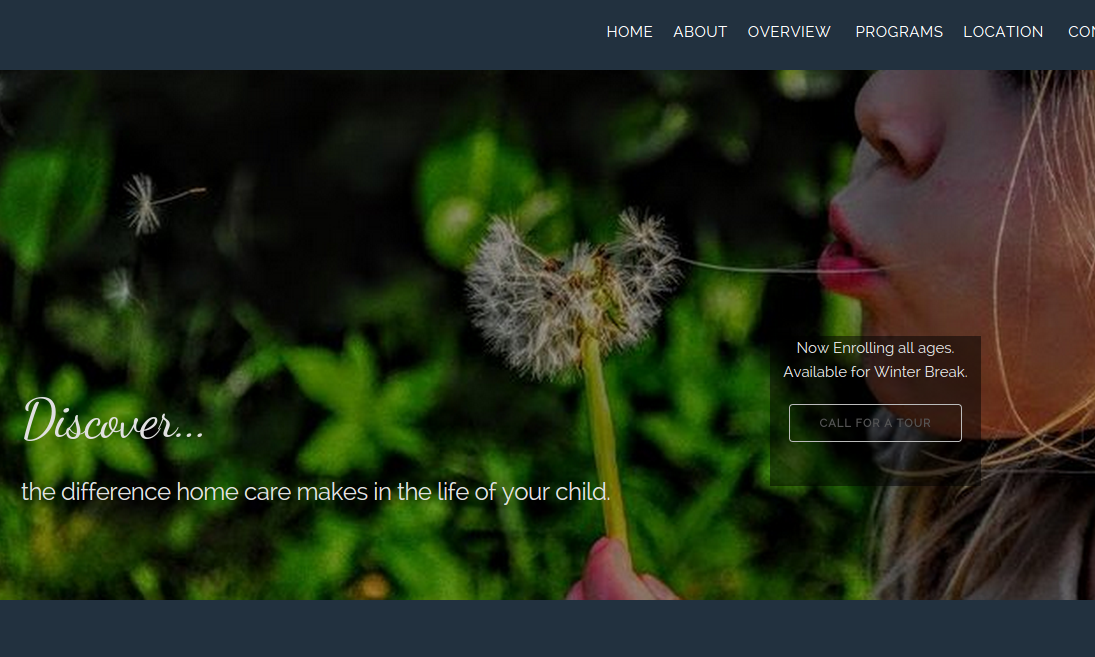 HOME ABOUT OVERVIEW PROGRAMS LOCATION
Now Enrolling all ages.
Available for Winter Break.
CALL FOR A TOUR
Discover...
the difference home care makes in the life of your child.